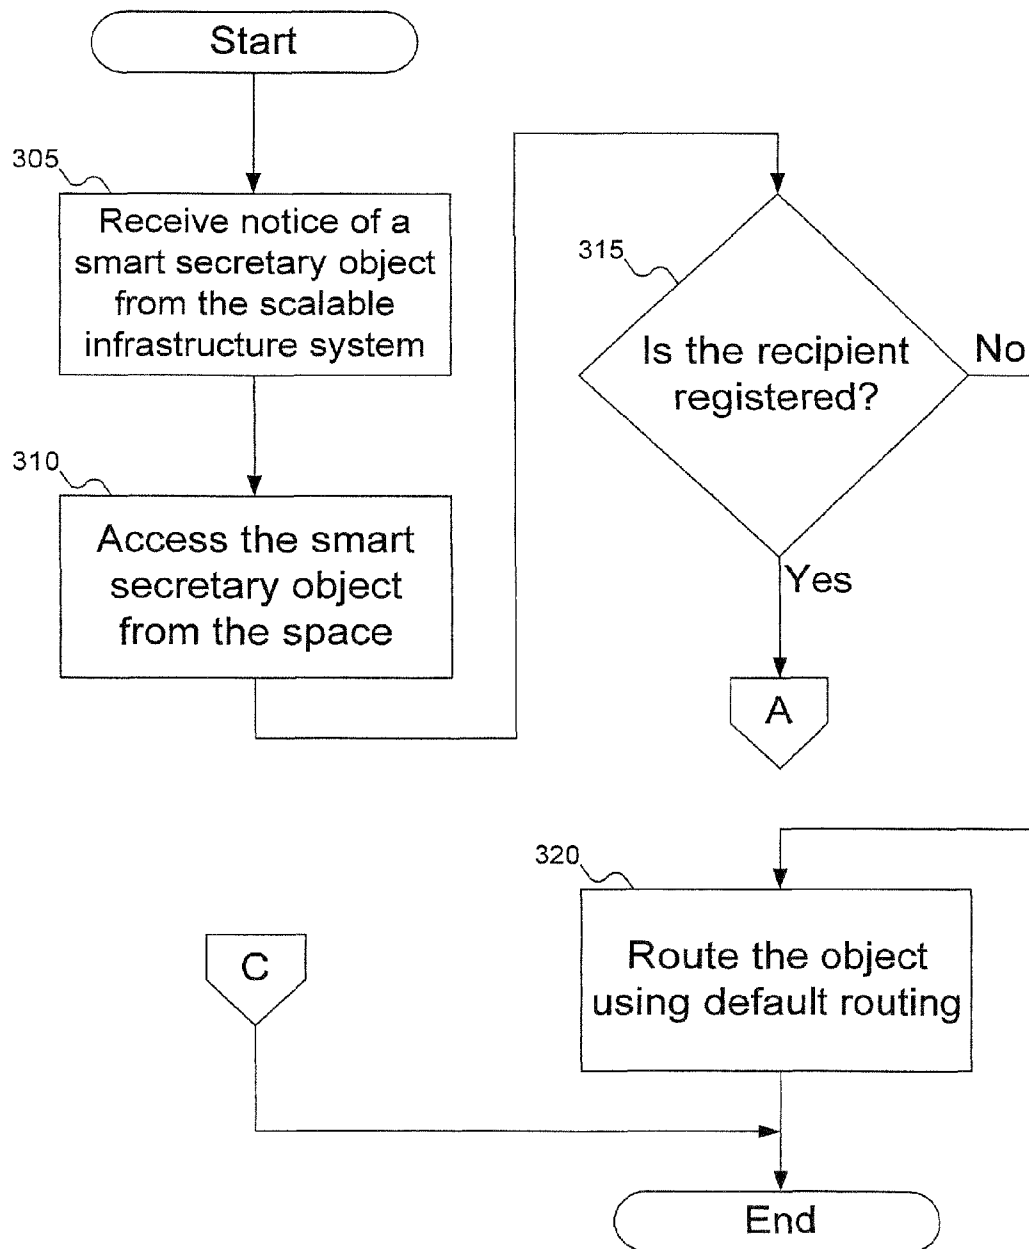 Start
305
Receive notice of a
smart secretary object
from the scalable
infrastructure system
310
Access the smart
secretary object
from the space
315
Is the recipient
registered?
No
Yes
A
320
Route the object
using default routing
C
End